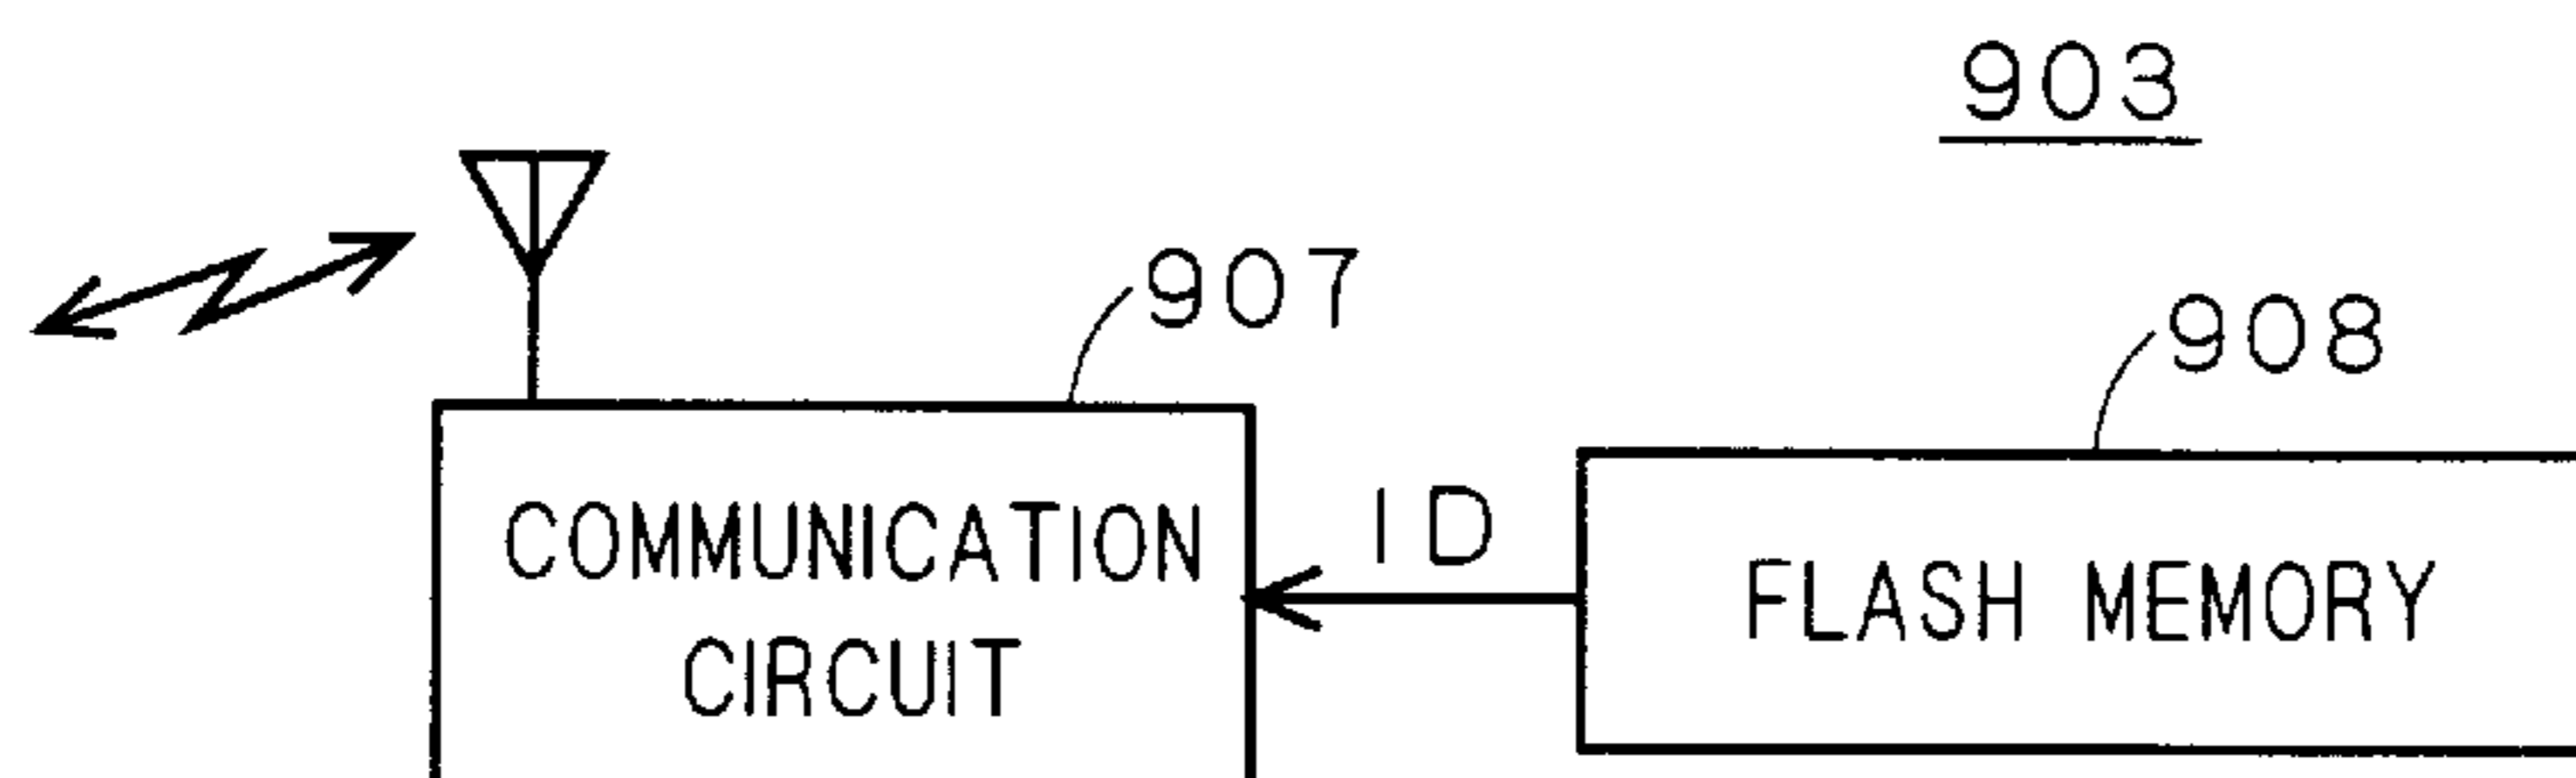 903
907
908
COMMUNICATION
CIRCUIT
ID
FLASH MEMORY